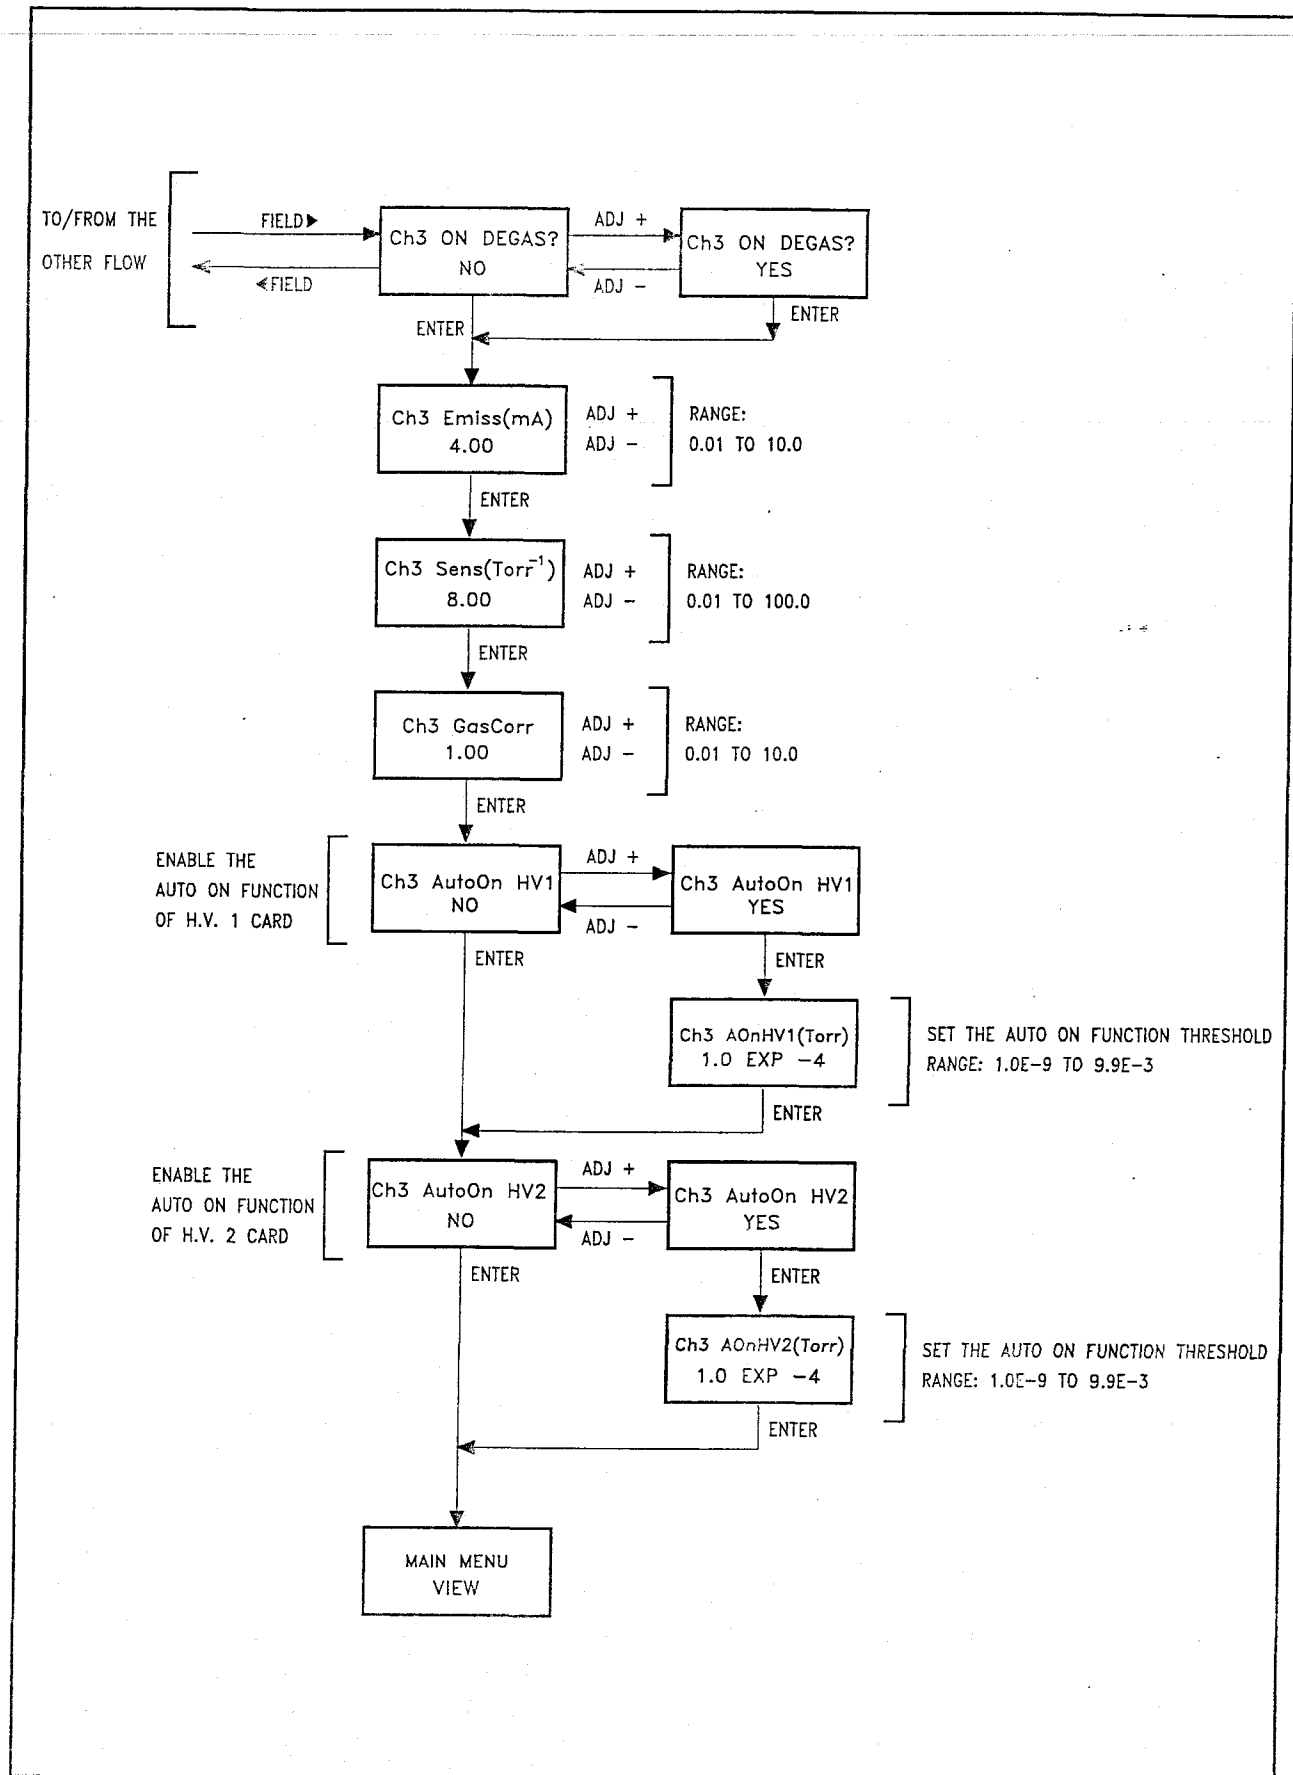 TO/FROM THE
OTHER FLOW
FIELD▶
◀FIELD
Ch3 ON DEGAS?
NO
ADJ +
ADJ −
Ch3 ON DEGAS?
YES
ENTER
ENTER
Ch3 Emiss(mA)
4.00
ADJ +
ADJ −
RANGE:
0.01 TO 10.0
ENTER
Ch3 Sens(Torr⁻¹)
8.00
ADJ +
ADJ −
RANGE:
0.01 TO 100.0
ENTER
Ch3 GasCorr
1.00
ADJ +
ADJ −
RANGE:
0.01 TO 10.0
ENTER
ENABLE THE
AUTO ON FUNCTION
OF H.V. 1 CARD
Ch3 AutoOn HV1
NO
ADJ +
ADJ −
Ch3 AutoOn HV1
YES
ENTER
ENTER
Ch3 AOnHV1(Torr)
1.0 EXP −4
SET THE AUTO ON FUNCTION THRESHOLD
RANGE: 1.0E−9 TO 9.9E−3
ENTER
ENABLE THE
AUTO ON FUNCTION
OF H.V. 2 CARD
Ch3 AutoOn HV2
NO
ADJ +
ADJ −
Ch3 AutoOn HV2
YES
ENTER
ENTER
Ch3 AOnHV2(Torr)
1.0 EXP −4
SET THE AUTO ON FUNCTION THRESHOLD
RANGE: 1.0E−9 TO 9.9E−3
ENTER
MAIN MENU
VIEW